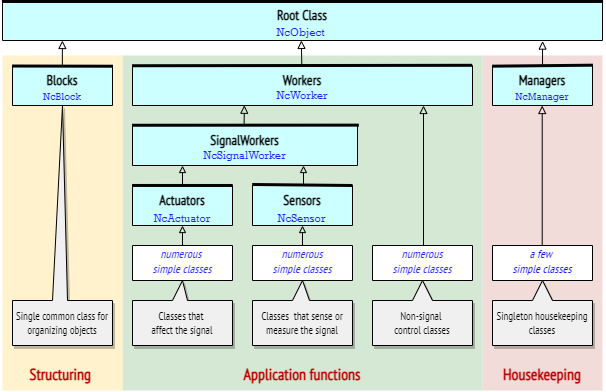 Root Class
NcObject
Blocks
NcBlock
Workers
NcWorker
Managers
NcManager
SignalWorkers
NcSignalWorker
Actuators
NcActuator
Sensors
NcSensor
numerous
simple classes
numerous
simple classes
numerous
simple classes
a few
simple classes
Single common class for
organizing objects
Classes that
affect the signal
Classes that sense or
measure the signal
Non-signal
control classes
Singleton housekeeping
classes
Structuring
Application functions
Housekeeping